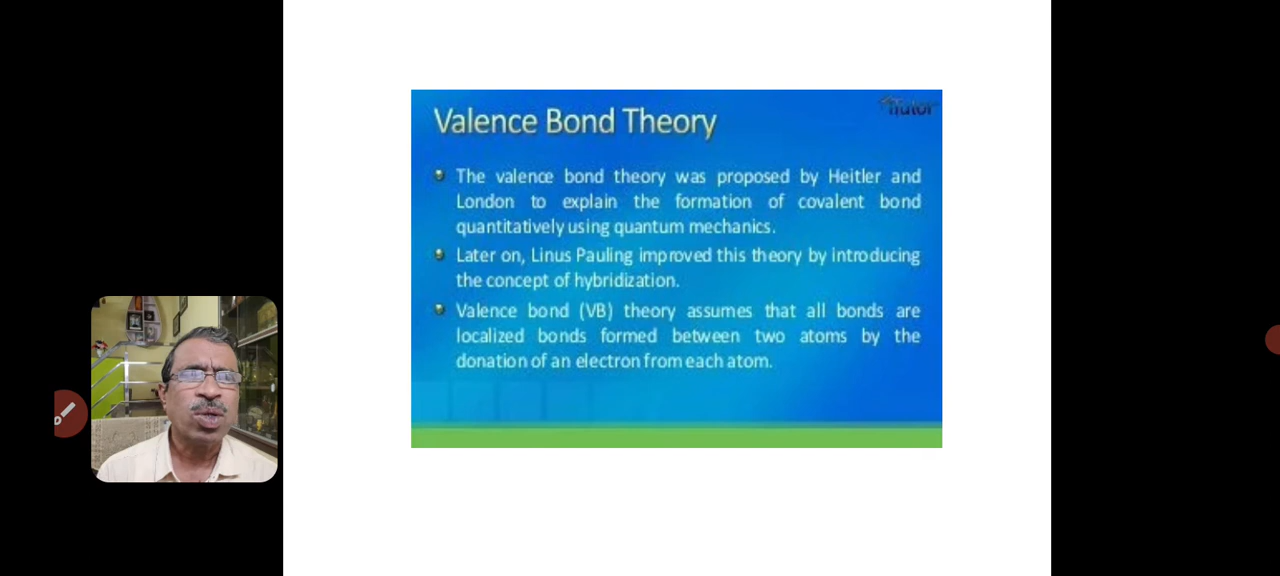 iTutor
Valence Bond Theory
The valence bond theory was proposed by Heitler and
London to explain the formation of covalent bond
quantitatively using quantum mechanics.
Later on, Linus Pauling improved this theory by introducing
the concept of hybridization.
Valence bond (VB) theory assumes that all bonds are
localized bonds formed between two atoms by the
donation of an electron from each atom.